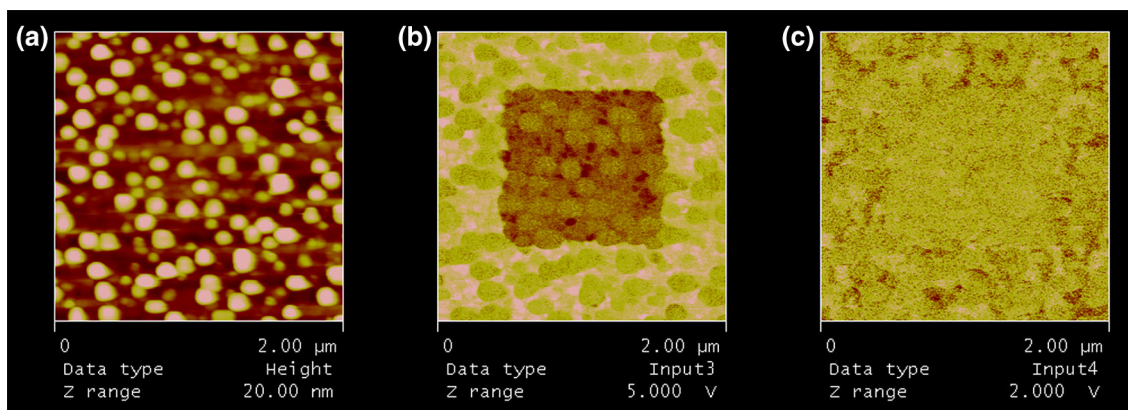 (a) (b) (c)
0 2.00 µm 0 2.00 µm 0 2.00 µm
Data type Height Data type Input3 Data type Input4
Z range 20.00 nm Z range 5.000 V Z range 2.000 V